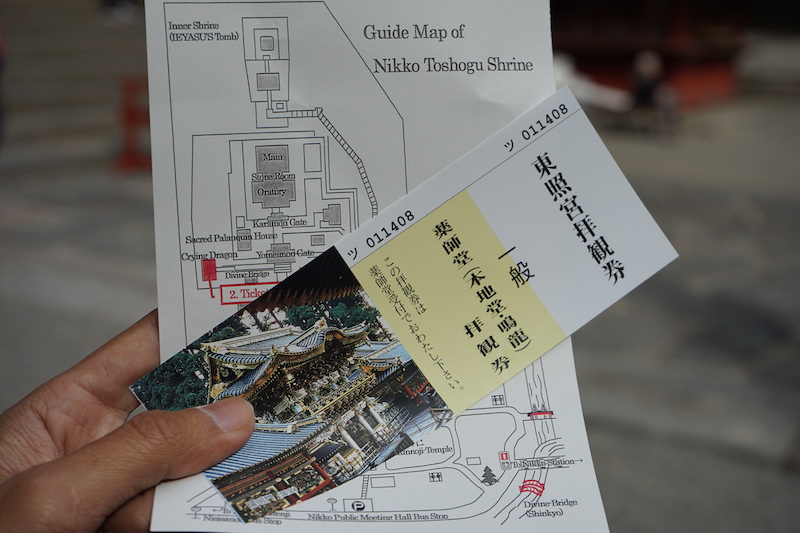 Inner Shrine
(IEYASU'S Tomb)
Guide Map of
Nikko Toshogu Shrine
Main
Stone Room
Oratory
Karamon Gate
Sacred Palanquin House
Crying Dragon
Yomeimon Gate
Divine Bridge
2. Ticke
ツ 011408
東照宮拝観券
ツ 011408
一般
薬師堂(本地堂鳴龍)
拝観券
この拝観券は
薬師堂受付でおわたし下さい。
nnoji Temple
To Nikko Station
Divine Bridge
(Shinkyo)
P
Nikko Public Meeting Hall Bus Stop
Bus Stop